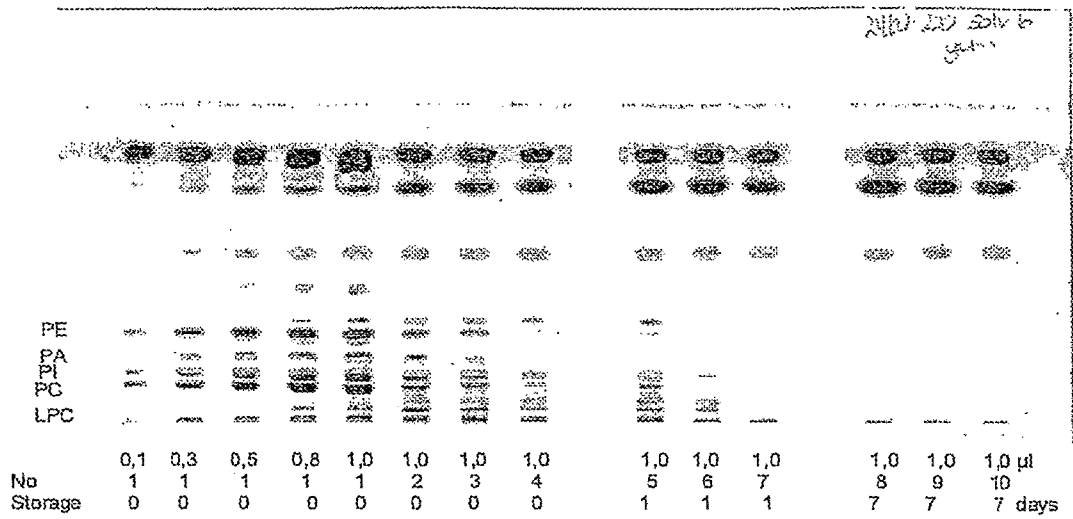 PE
PA
PI
PC
LPC
0,1 0,3 0,5 0,8 1,0 1,0 1,0 1,0 1,0 1,0 1,0 1,0 1,0 1,0 µl
No 1 1 1 1 1 2 3 4 5 6 7 8 9 10
Storage 0 0 0 0 0 0 0 0 1 1 1 7 7 7 days